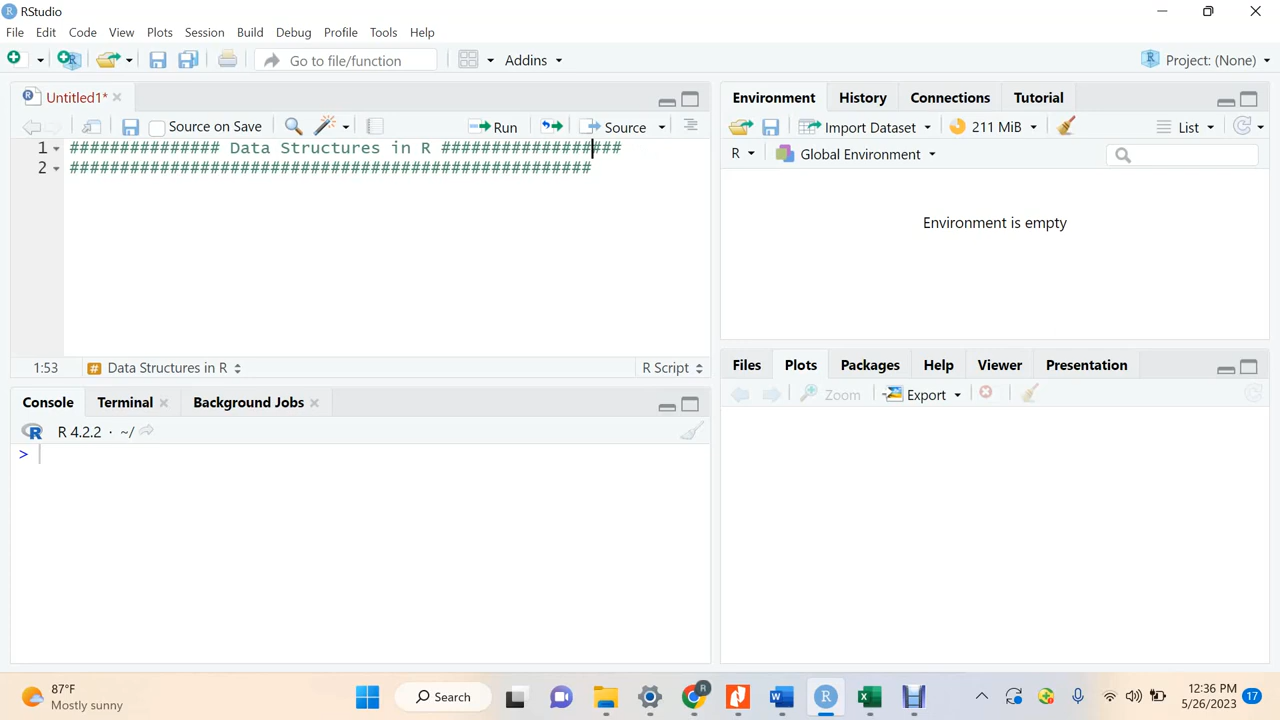 RStudio
File Edit Code View Plots Session Build Debug Profile Tools Help
Go to file/function Addins Project: (None)
Untitled1*
Source on Save Run Source
1 ############### Data Structures in R ##################
2 ####################################################
1:53 Data Structures in R R Script
Console Terminal Background Jobs
R 4.2.2 · ~/
>
Environment History Connections Tutorial
Import Dataset 211 MiB List
R Global Environment
Environment is empty
Files Plots Packages Help Viewer Presentation
Zoom Export
87°F
Mostly sunny
Search
12:36 PM
5/26/2023
17